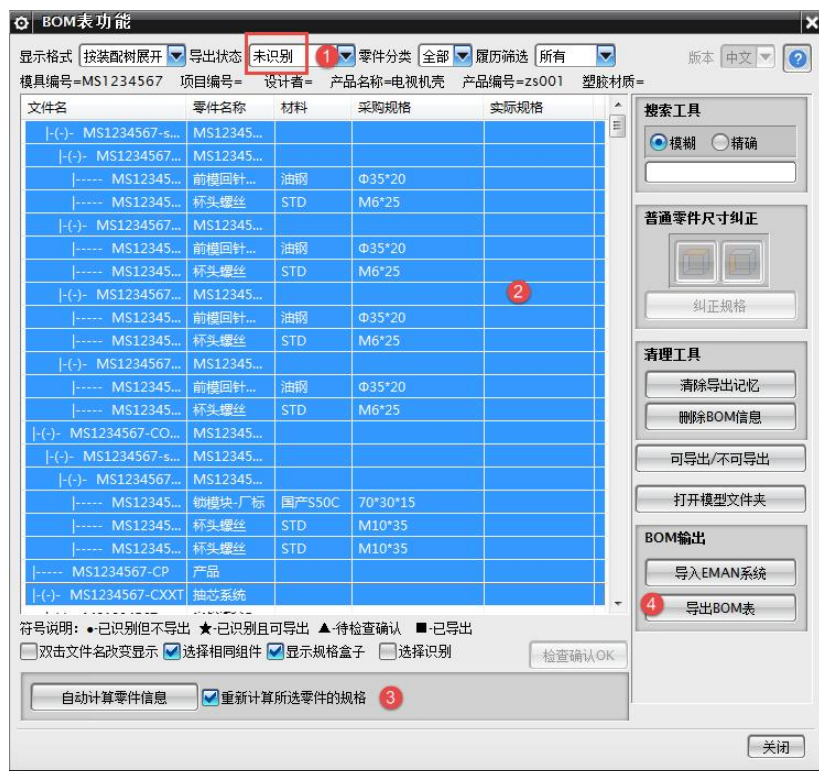 BOM表功能
显示格式 按装配树展开 导出状态 未识别 1 零件分类 全部 履历筛选 所有 版本 中文
模具编号=MS1234567 项目编号= 设计者= 产品名称=电视机壳 产品编号=zs001 塑胶材质=
文件名 零件名称 材料 采购规格 实际规格
|-(-)- MS1234567-s... MS12345...
|-(-)- MS1234567... MS12345...
|----- MS12345... 前模回针... 油钢 Φ35*20
|----- MS12345... 杯头螺丝 STD M6*25
|-(-)- MS1234567... MS12345...
|----- MS12345... 前模回针... 油钢 Φ35*20
|----- MS12345... 杯头螺丝 STD M6*25
|-(-)- MS1234567... MS12345... 2
|----- MS12345... 前模回针... 油钢 Φ35*20
|----- MS12345... 杯头螺丝 STD M6*25
|-(-)- MS1234567... MS12345...
|----- MS12345... 前模回针... 油钢 Φ35*20
|----- MS12345... 杯头螺丝 STD M6*25
|-(-)- MS1234567-CO... MS12345...
|-(-)- MS1234567-s... MS12345...
|-(-)- MS1234567... MS12345...
|----- MS12345... 锁模块-厂标 国产S50C 70*30*15
|----- MS12345... 杯头螺丝 STD M10*35
|----- MS12345... 杯头螺丝 STD M10*35
|----- MS1234567-CP 产品
|-(-)- MS1234567-CXXT 抽芯系统
符号说明：●-已识别但不导出 ★-已识别且可导出 ▲-待检查确认 ■-已导出
双击文件名改变显示 选择相同组件 显示规格盒子 选择识别 检查确认OK
自动计算零件信息 重新计算所选零件的规格 3
搜索工具
模糊 精确
普通零件尺寸纠正
纠正规格
清理工具
清除导出记忆
删除BOM信息
可导出/不可导出
打开模型文件夹
BOM输出
导入EMAN系统
4 导出BOM表
关闭